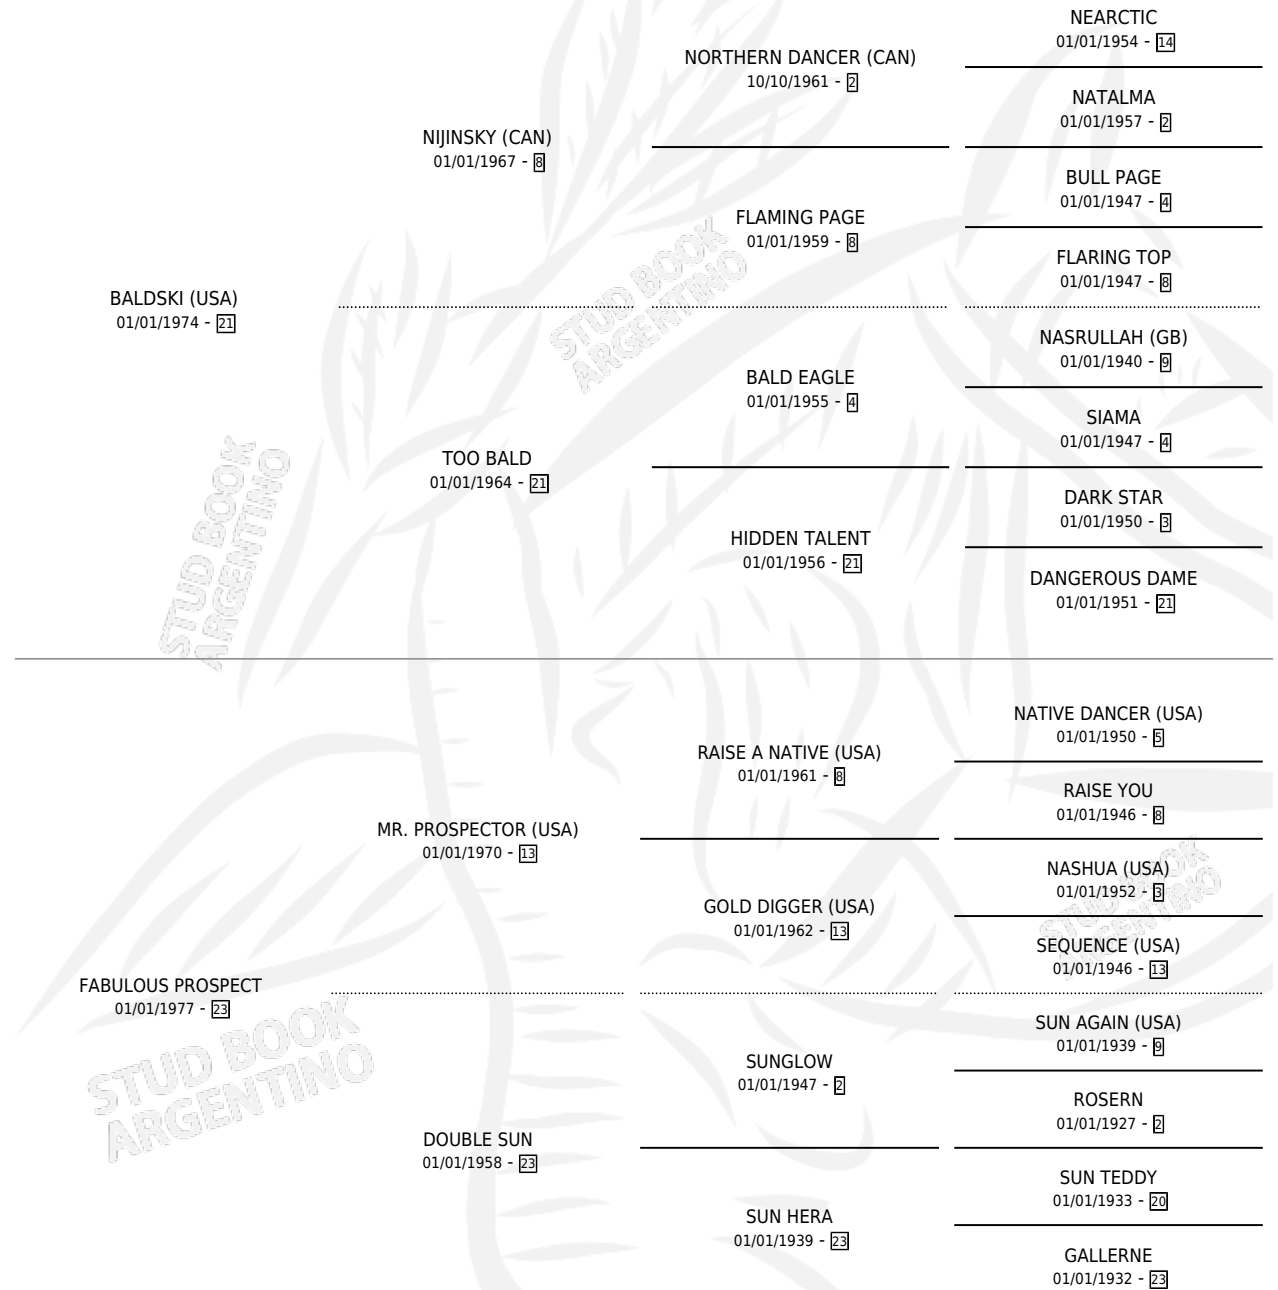 NEARCTIC
01/01/1954 - 14
NORTHERN DANCER (CAN)
10/10/1961 - 2
NATALMA
01/01/1957 - 2
NIJINSKY (CAN)
01/01/1967 - 8
BULL PAGE
01/01/1947 - 4
FLAMING PAGE
01/01/1959 - 8
FLARING TOP
01/01/1947 - 8
BALDSKI (USA)
01/01/1974 - 21
STUD BOOK
ARGENTINO
NASRULLAH (GB)
01/01/1940 - 9
BALD EAGLE
01/01/1955 - 4
SIAMA
01/01/1947 - 4
TOO BALD
01/01/1964 - 21
DARK STAR
01/01/1950 - 3
HIDDEN TALENT
01/01/1956 - 21
DANGEROUS DAME
01/01/1951 - 21
STUD BOOK
ARGENTINO
NATIVE DANCER (USA)
01/01/1950 - 5
RAISE A NATIVE (USA)
01/01/1961 - 8
RAISE YOU
01/01/1946 - 8
MR. PROSPECTOR (USA)
01/01/1970 - 13
NASHUA (USA)
01/01/1952 - 3
GOLD DIGGER (USA)
01/01/1962 - 13
STUD BOOK
ARGENTINO
SEQUENCE (USA)
01/01/1946 - 13
FABULOUS PROSPECT
01/01/1977 - 23
SUN AGAIN (USA)
01/01/1939 - 9
STUD BOOK
ARGENTINO
SUNGLOW
01/01/1947 - 2
ROSERN
01/01/1927 - 2
DOUBLE SUN
01/01/1958 - 23
SUN TEDDY
01/01/1933 - 20
SUN HERA
01/01/1939 - 23
GALLERNE
01/01/1932 - 23